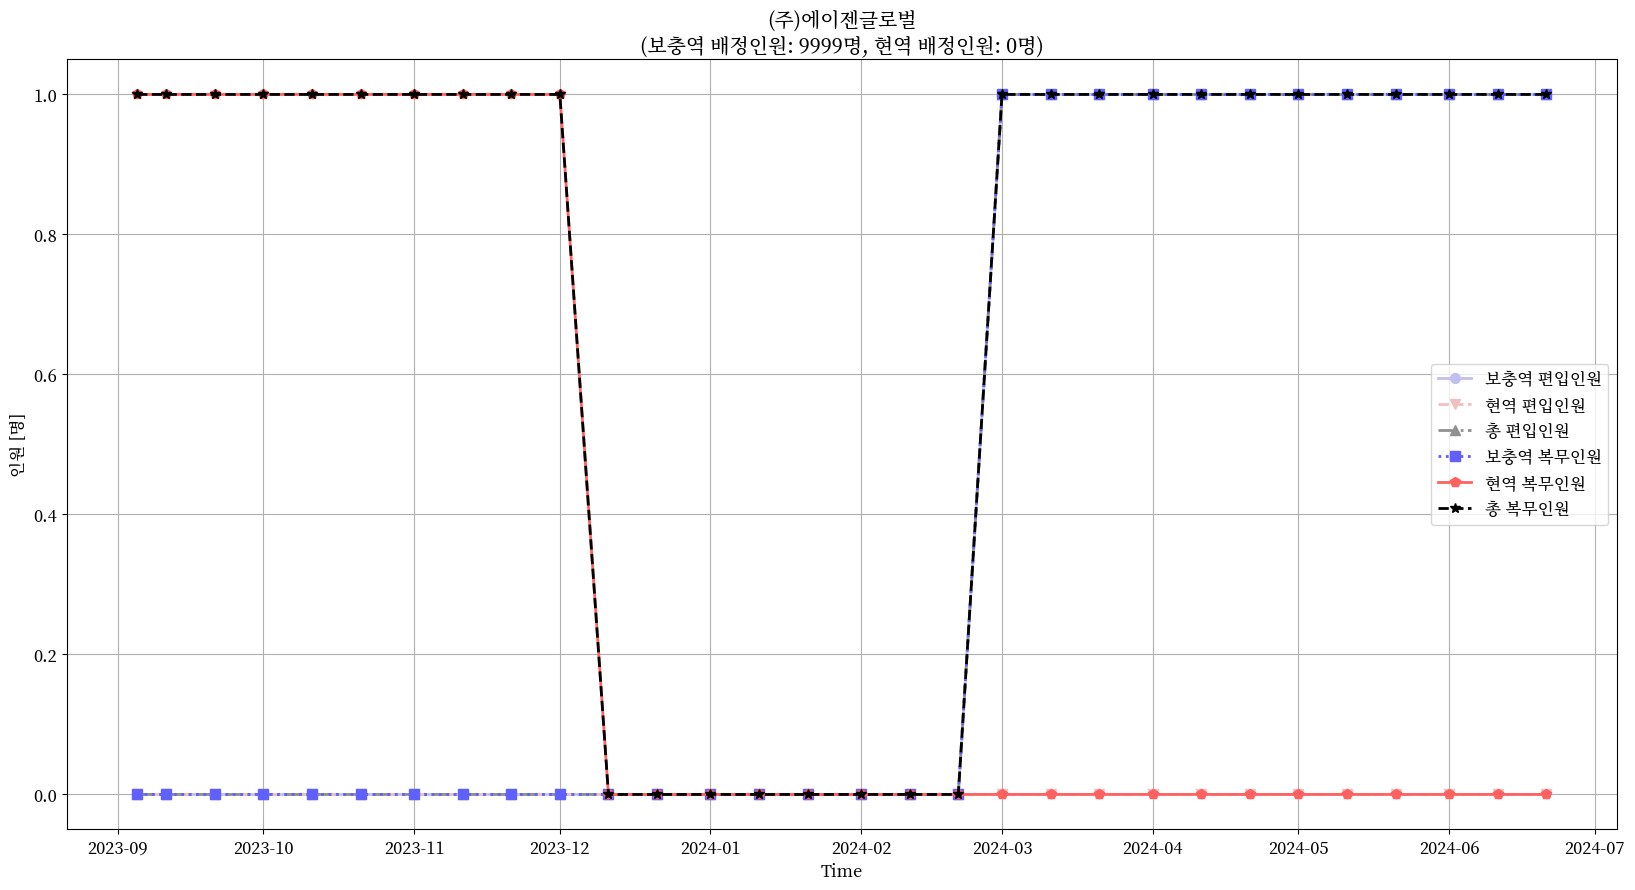 (주)에이젠글로벌
(보충역 배정인원: 9999명, 현역 배정인원: 0명)
1.0
0.8
0.6
0.4
0.2
0.0
인원 [명]
보충역 편입인원
현역 편입인원
총 편입인원
보충역 복무인원
현역 복무인원
총 복무인원
2023-09 2023-10 2023-11 2023-12 2024-01 2024-02 2024-03 2024-04 2024-05 2024-06 2024-07
Time